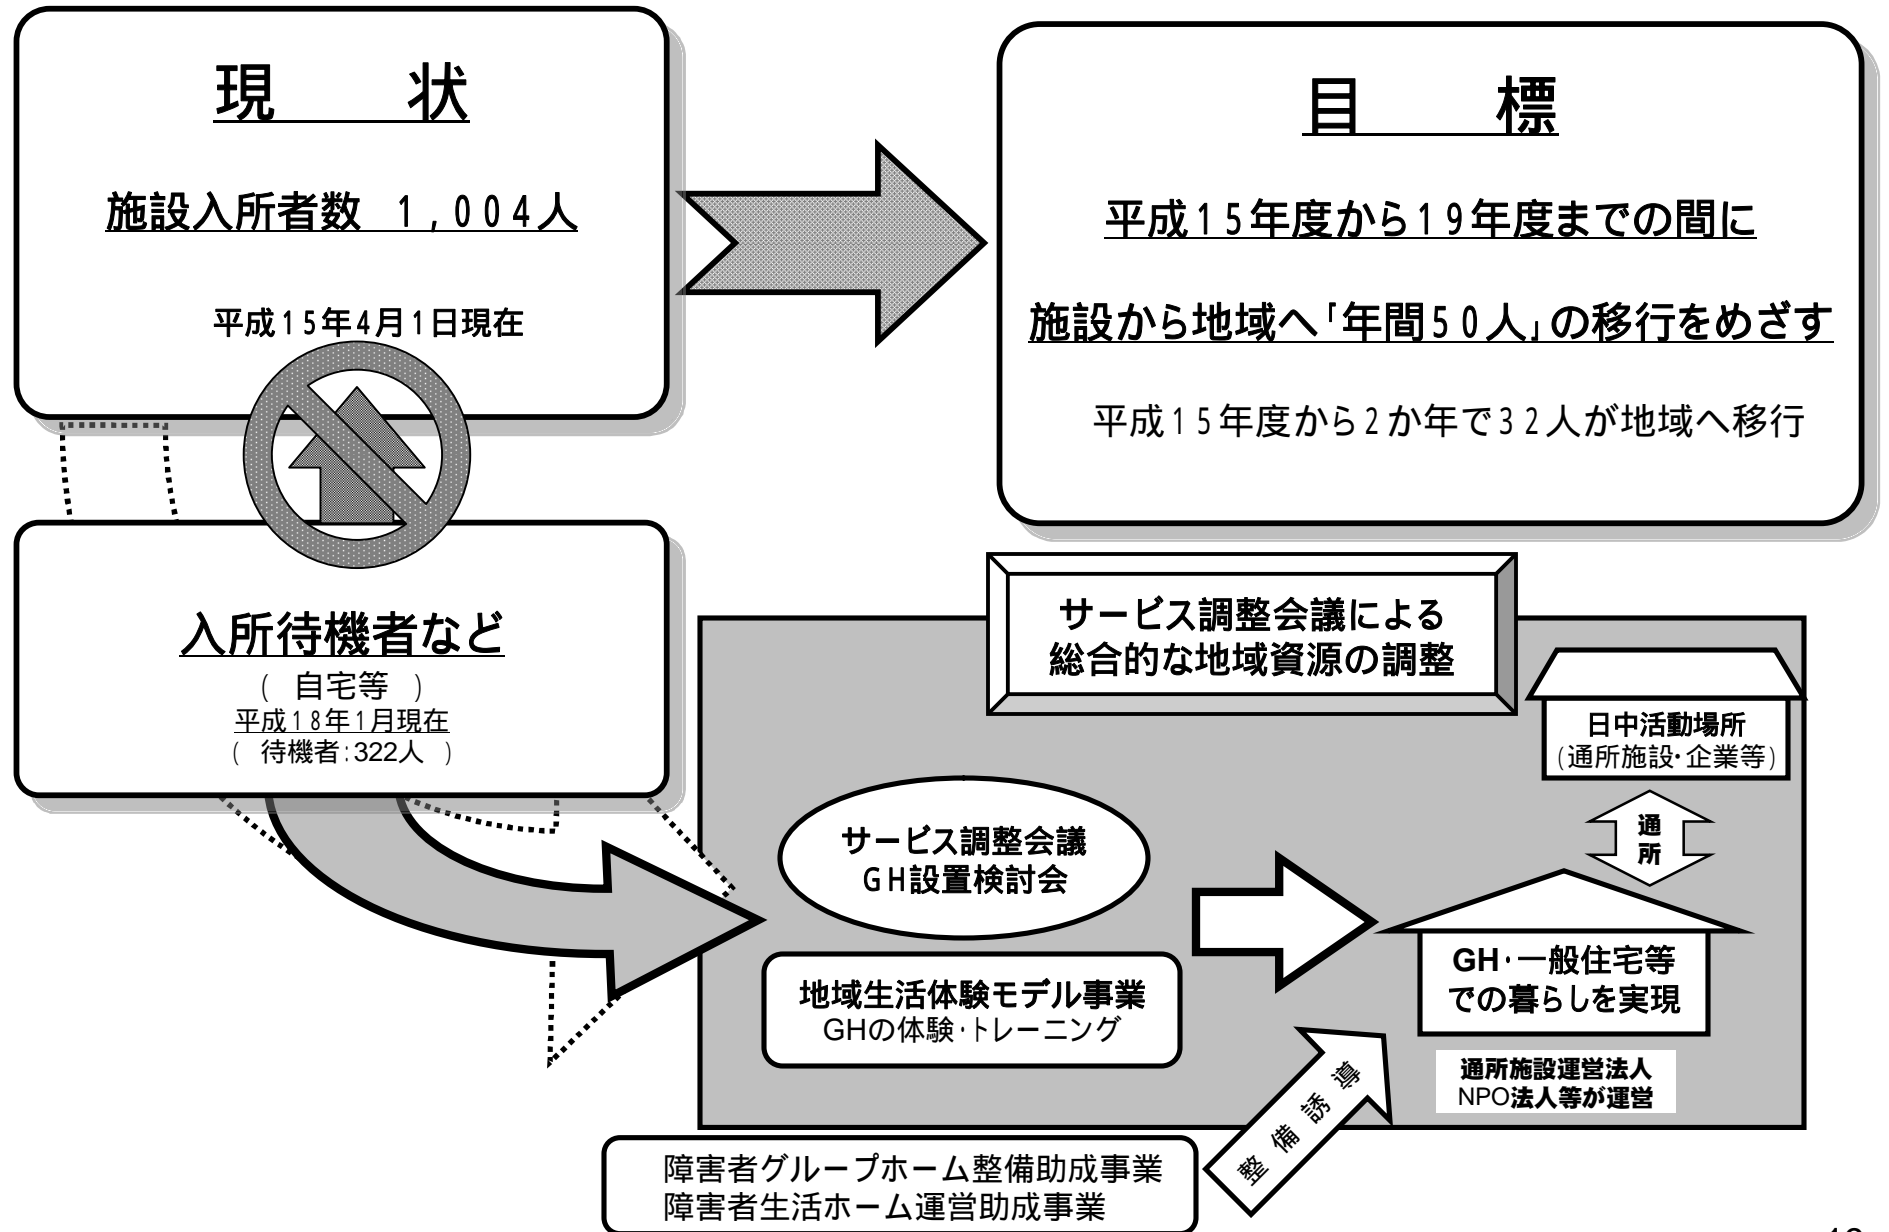 現　状
施設入所者数　1,004人
平成15年4月1日現在
目　標
平成15年度から19年度までの間に
施設から地域へ「年間50人」の移行をめざす
平成15年度から2か年で32人が地域へ移行
入所待機者など
(　自宅等　)
平成18年1月現在
(　待機者:322人　)
サービス調整会議による
総合的な地域資源の調整
日中活動場所
(通所施設・企業等)
通
所
サービス調整会議
GH設置検討会
地域生活体験モデル事業
GHの体験・トレーニング
GH・一般住宅等
での暮らしを実現
通所施設運営法人
NPO法人等が運営
整備誘導
障害者グループホーム整備助成事業
障害者生活ホーム運営助成事業